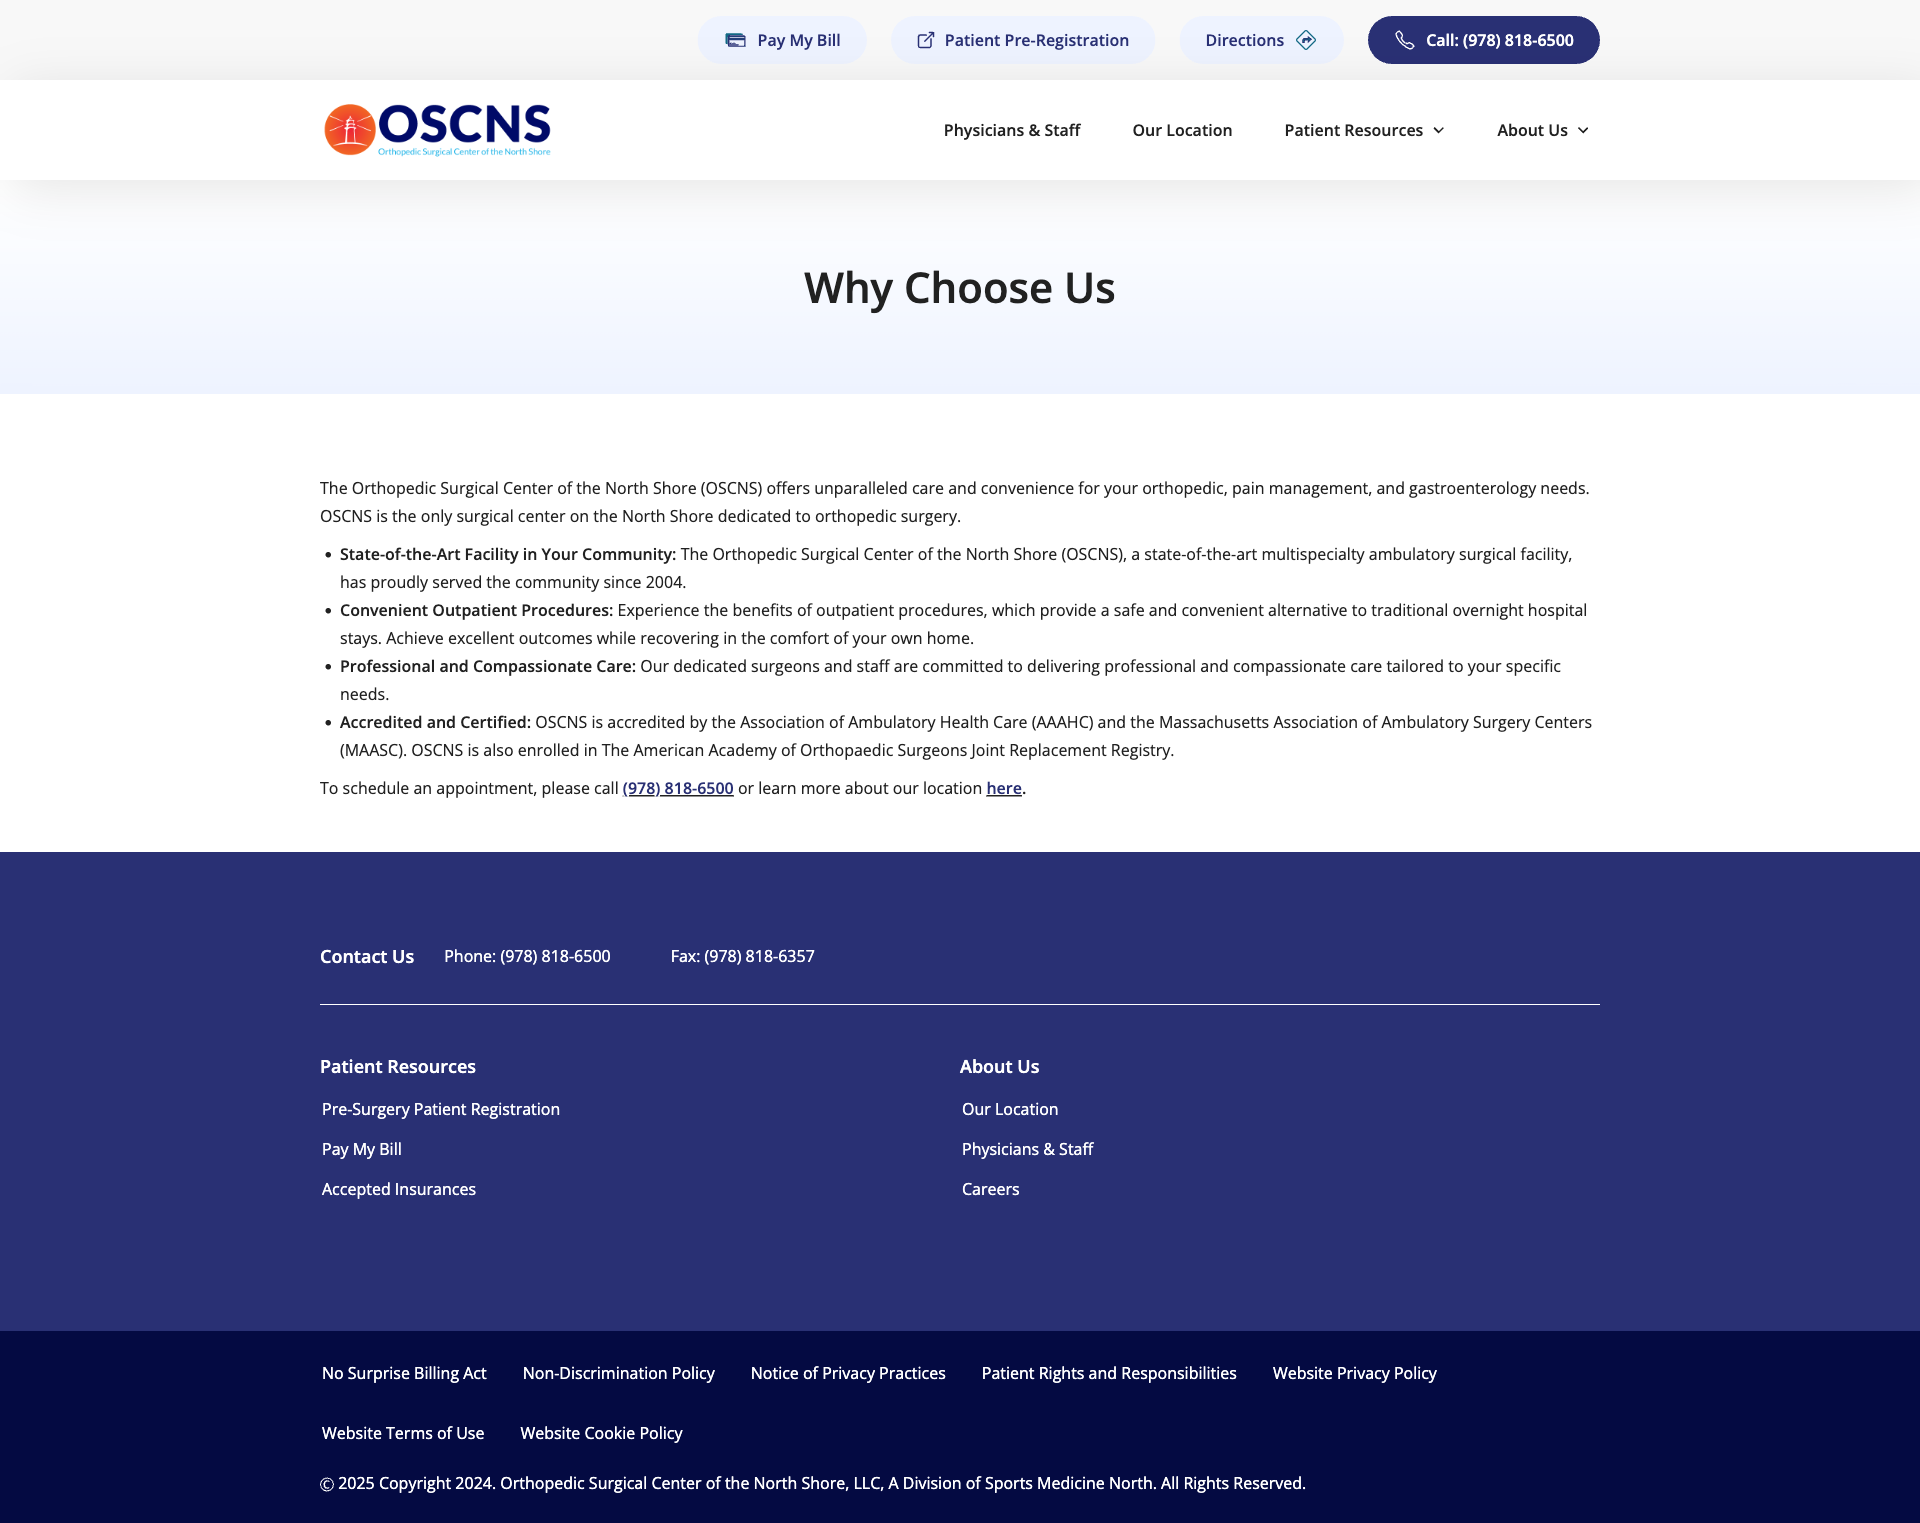 Pay My Bill
Patient Pre-Registration
Directions
Call: (978) 818-6500
OSCNS
Orthopedic Surgical Center of the North Shore
Physicians & Staff
Our Location
Patient Resources
About Us
Why Choose Us
The Orthopedic Surgical Center of the North Shore (OSCNS) offers unparalleled care and convenience for your orthopedic, pain management, and gastroenterology needs.
OSCNS is the only surgical center on the North Shore dedicated to orthopedic surgery.
• State-of-the-Art Facility in Your Community: The Orthopedic Surgical Center of the North Shore (OSCNS), a state-of-the-art multispecialty ambulatory surgical facility,
has proudly served the community since 2004.
• Convenient Outpatient Procedures: Experience the benefits of outpatient procedures, which provide a safe and convenient alternative to traditional overnight hospital
stays. Achieve excellent outcomes while recovering in the comfort of your own home.
• Professional and Compassionate Care: Our dedicated surgeons and staff are committed to delivering professional and compassionate care tailored to your specific
needs.
• Accredited and Certified: OSCNS is accredited by the Association of Ambulatory Health Care (AAAHC) and the Massachusetts Association of Ambulatory Surgery Centers
(MAASC). OSCNS is also enrolled in The American Academy of Orthopaedic Surgeons Joint Replacement Registry.
To schedule an appointment, please call (978) 818-6500 or learn more about our location here.
Contact Us
Phone: (978) 818-6500
Fax: (978) 818-6357
Patient Resources
Pre-Surgery Patient Registration
Pay My Bill
Accepted Insurances
About Us
Our Location
Physicians & Staff
Careers
No Surprise Billing Act
Non-Discrimination Policy
Notice of Privacy Practices
Patient Rights and Responsibilities
Website Privacy Policy
Website Terms of Use
Website Cookie Policy
© 2025 Copyright 2024. Orthopedic Surgical Center of the North Shore, LLC, A Division of Sports Medicine North. All Rights Reserved.